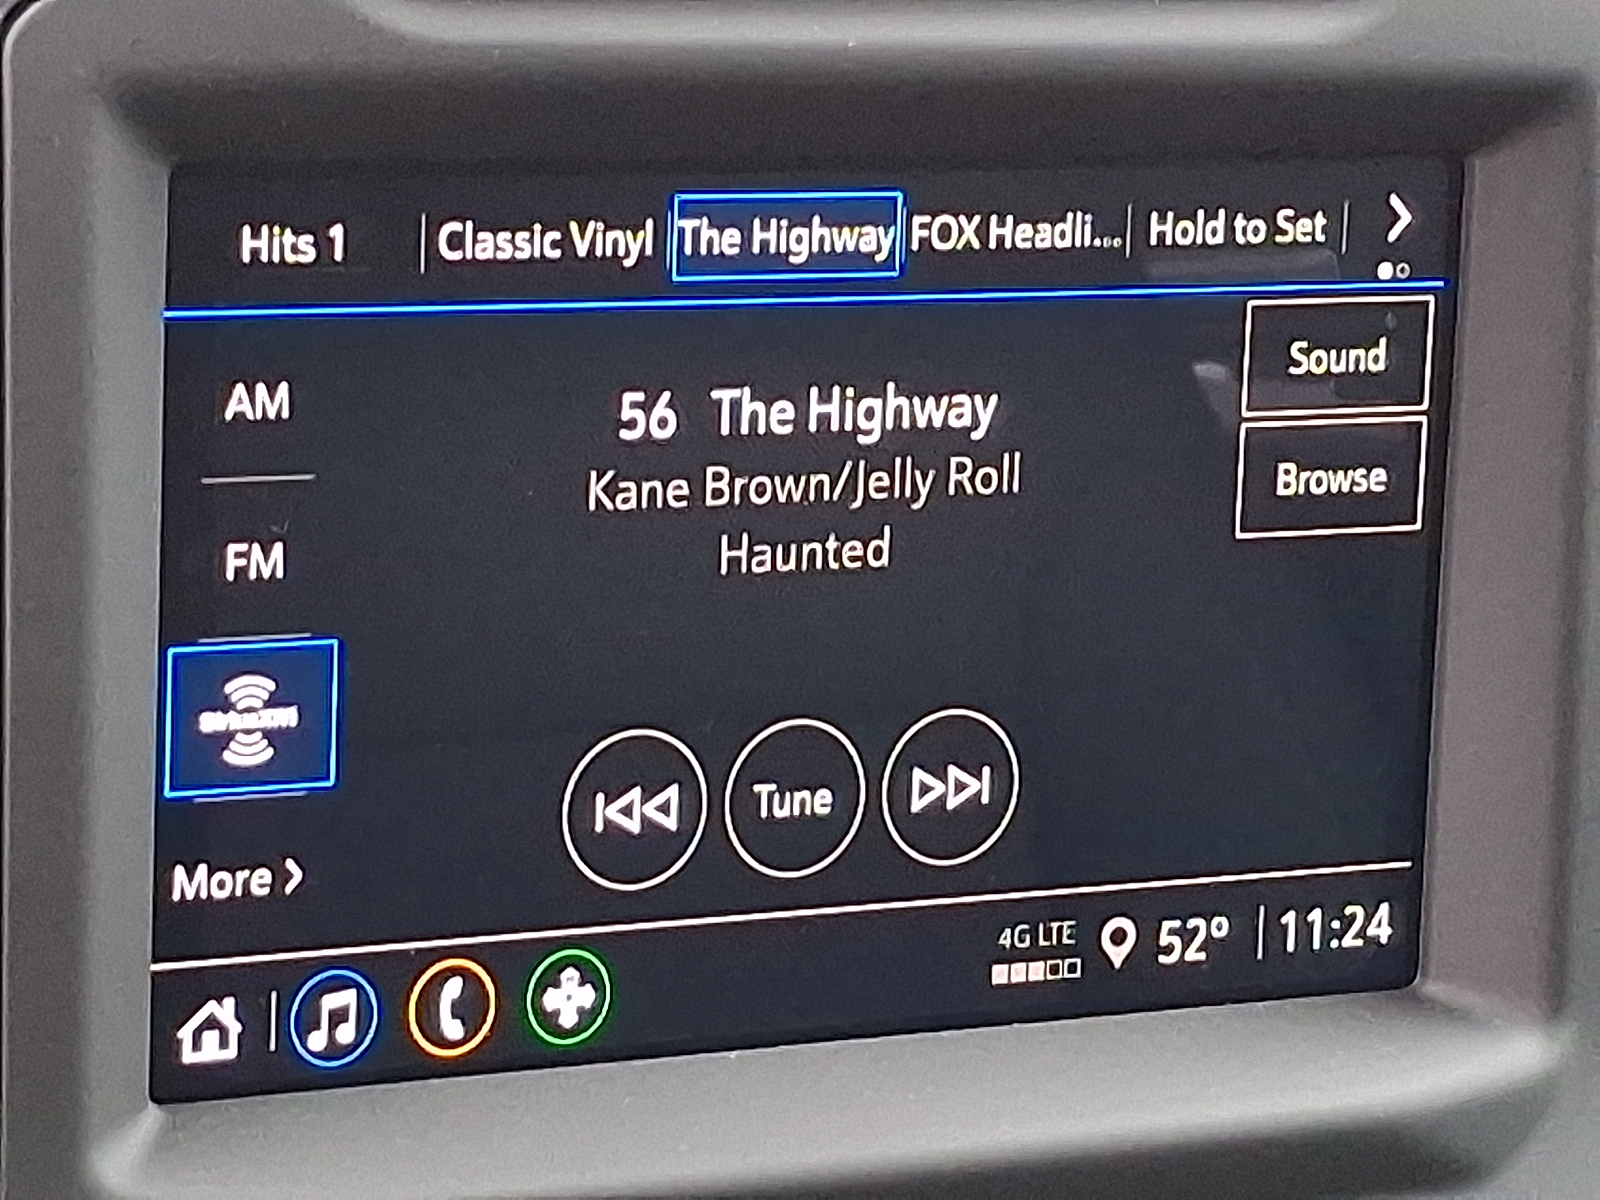 Hits 1
Classic Vinyl
The Highway
FOX Headli...
Hold to Set
Sound
Browse
AM
FM
siriusxm
More
56 The Highway
Kane Brown/Jelly Roll
Haunted
Tune
4G LTE
52°
11:24